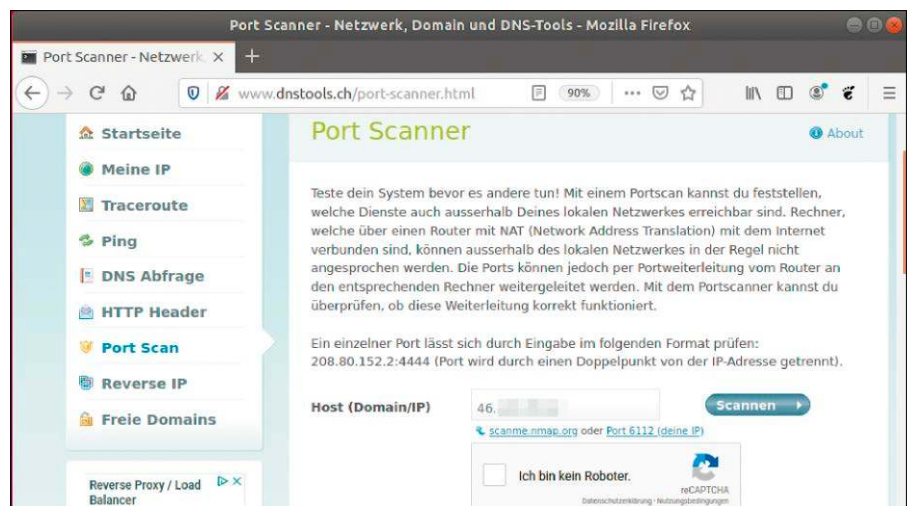 Port Scanner - Netzwerk, Domain und DNS-Tools - Mozilla Firefox
Port Scanner - Netzwerk,
www.dnstools.ch/port-scanner.html
90%
Startseite
Meine IP
Traceroute
Ping
DNS Abfrage
HTTP Header
Port Scan
Reverse IP
Freie Domains
Reverse Proxy / Load
Balancer
Port Scanner
About
Teste dein System bevor es andere tun! Mit einem Portscan kannst du feststellen,
welche Dienste auch ausserhalb Deines lokalen Netzwerkes erreichbar sind. Rechner,
welche über einen Router mit NAT (Network Address Translation) mit dem Internet
verbunden sind, können ausserhalb des lokalen Netzwerkes in der Regel nicht
angesprochen werden. Die Ports können jedoch per Portweiterleitung vom Router an
den entsprechenden Rechner weitergeleitet werden. Mit dem Portscanner kannst du
überprüfen, ob diese Weiterleitung korrekt funktioniert.
Ein einzelner Port lässt sich durch Eingabe im folgenden Format prüfen:
208.80.152.2:4444 (Port wird durch einen Doppelpunkt von der IP-Adresse getrennt).
Host (Domain/IP)
46.
Scannen
scanme.nmap.org oder Port 6112 (deine IP)
Ich bin kein Roboter.
reCAPTCHA
Datenschutzerklärung - Nutzungsbedingungen